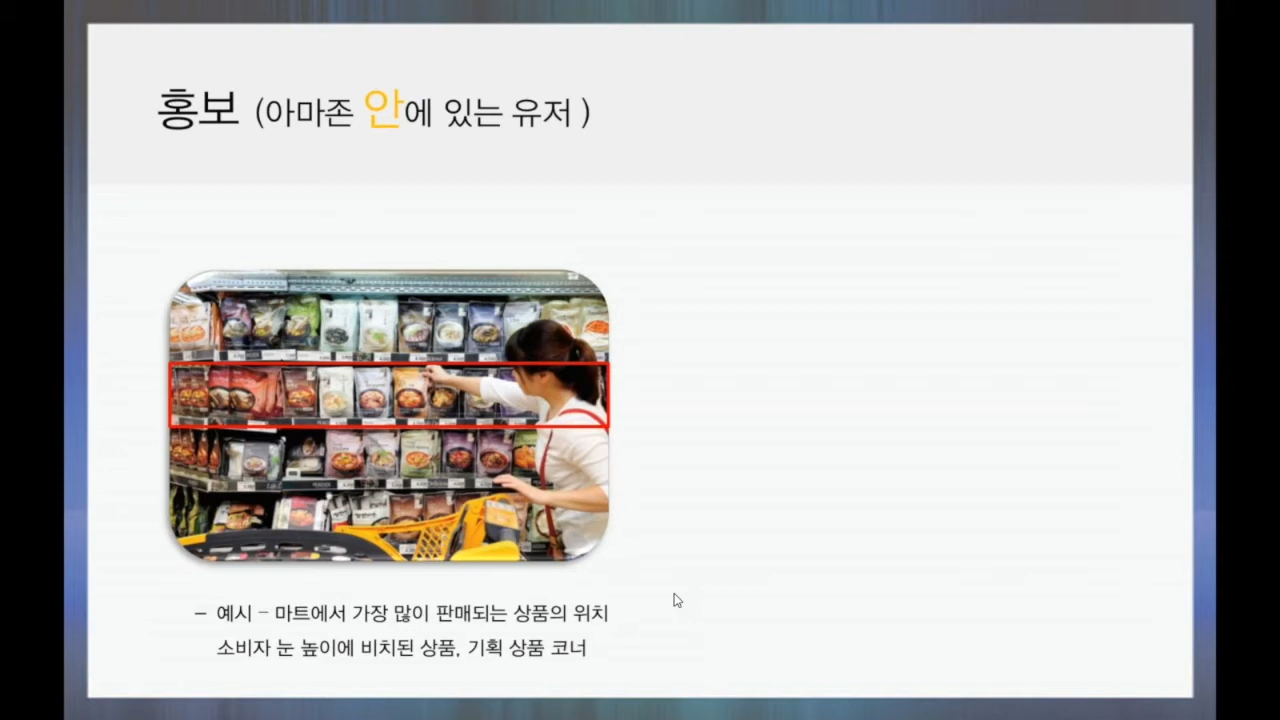 홍보 (아마존 안에 있는 유저 )
– 예시 – 마트에서 가장 많이 판매되는 상품의 위치
소비자 눈 높이에 비치된 상품, 기획 상품 코너